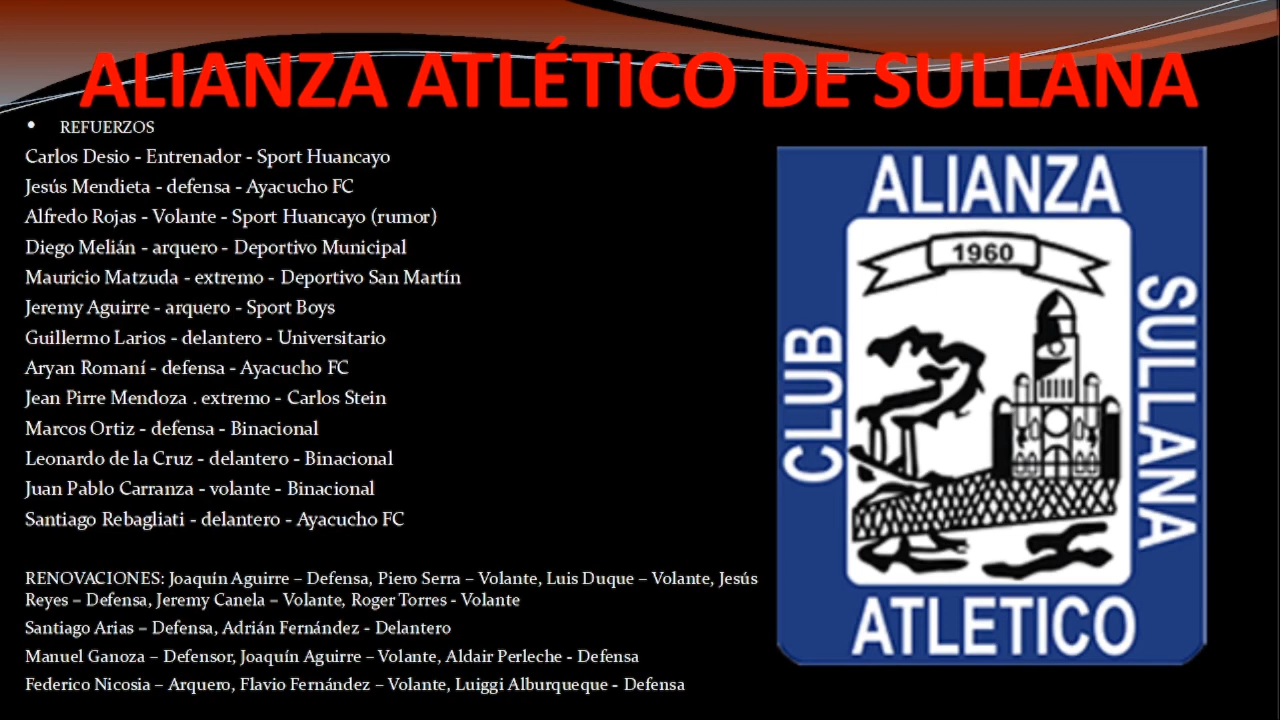 ALIANZA ATLÉTICO DE SULLANA
• REFUERZOS
Carlos Desio - Entrenador - Sport Huancayo
Jesús Mendieta - defensa - Ayacucho FC
Alfredo Rojas - Volante - Sport Huancayo (rumor)
Diego Melián - arquero - Deportivo Municipal
Mauricio Matzuda - extremo - Deportivo San Martín
Jeremy Aguirre - arquero - Sport Boys
Guillermo Larios - delantero - Universitario
Aryan Romaní - defensa - Ayacucho FC
Jean Pirre Mendoza . extremo - Carlos Stein
Marcos Ortiz - defensa - Binacional
Leonardo de la Cruz - delantero - Binacional
Juan Pablo Carranza - volante - Binacional
Santiago Rebagliati - delantero - Ayacucho FC
RENOVACIONES: Joaquín Aguirre – Defensa, Piero Serra – Volante, Luis Duque – Volante, Jesús
Reyes – Defensa, Jeremy Canela – Volante, Roger Torres - Volante
Santiago Arias – Defensa, Adrián Fernández - Delantero
Manuel Ganoza – Defensor, Joaquín Aguirre – Volante, Aldair Perleche - Defensa
Federico Nicosia – Arquero, Flavio Fernández – Volante, Luiggi Alburqueque - Defensa
ALIANZA
1960
CLUB
SULLANA
ATLETICO